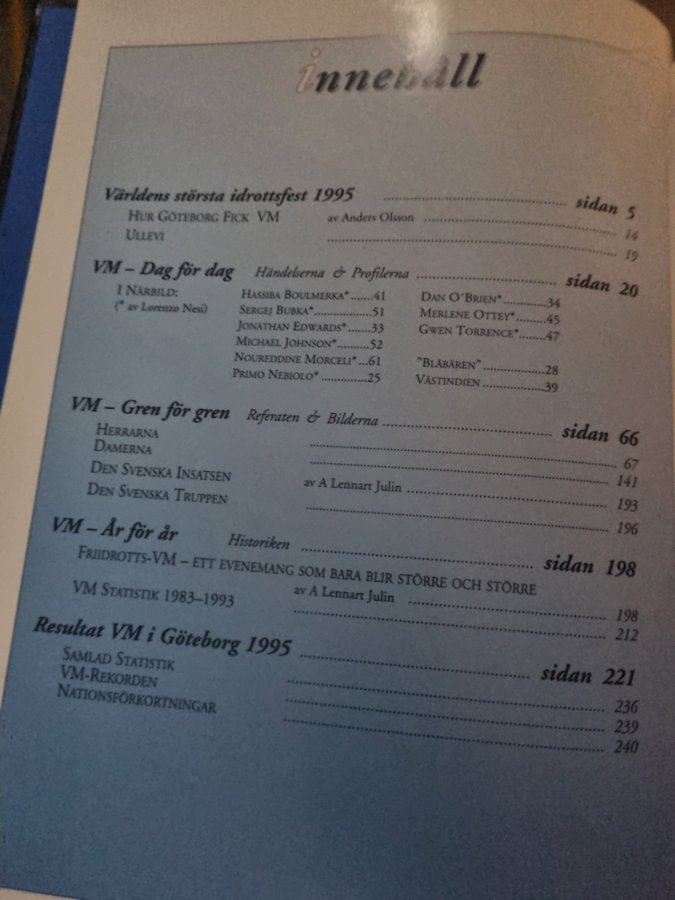 innehåll
Världens största idrottsfest 1995 ........ sidan 5
HUR GÖTEBORG FICK VM av Anders Olsson ........ 14
ULLEVI ........ 19
VM – Dag för dag Händelserna & Profilerna ........ sidan 20
I NÄRBILD: HASSIBA BOULMERKA* ........ 41 DAN O´BRIEN* ........ 34
(* av Lorenzo Nesi) SERGEJ BUBKA* ........ 51 MERLENE OTTEY* ........ 45
JONATHAN EDWARDS* ........ 33 GWEN TORRENCE* ........ 47
MICHAEL JOHNSON* ........ 52
NOUREDDINE MORCELI* ... 61 "BLÅBÄREN" ........ 28
PRIMO NEBIOLO* ........ 25 VÄSTINDIEN ........ 39
VM – Gren för gren Referaten & Bilderna ........ sidan 66
HERRARNA ........ 67
DAMERNA ........ 141
DEN SVENSKA INSATSEN av A Lennart Julin ........ 193
DEN SVENSKA TRUPPEN ........ 196
VM – År för år Historiken ........ sidan 198
FRIIDROTTS-VM – ETT EVENEMANG SOM BARA BLIR STÖRRE OCH STÖRRE
av A Lennart Julin ........ 198
VM STATISTIK 1983–1993 ........ 212
Resultat VM i Göteborg 1995 ........ sidan 221
SAMLAD STATISTIK ........ 236
VM-REKORDEN ........ 239
NATIONSFÖRKORTNINGAR ........ 240